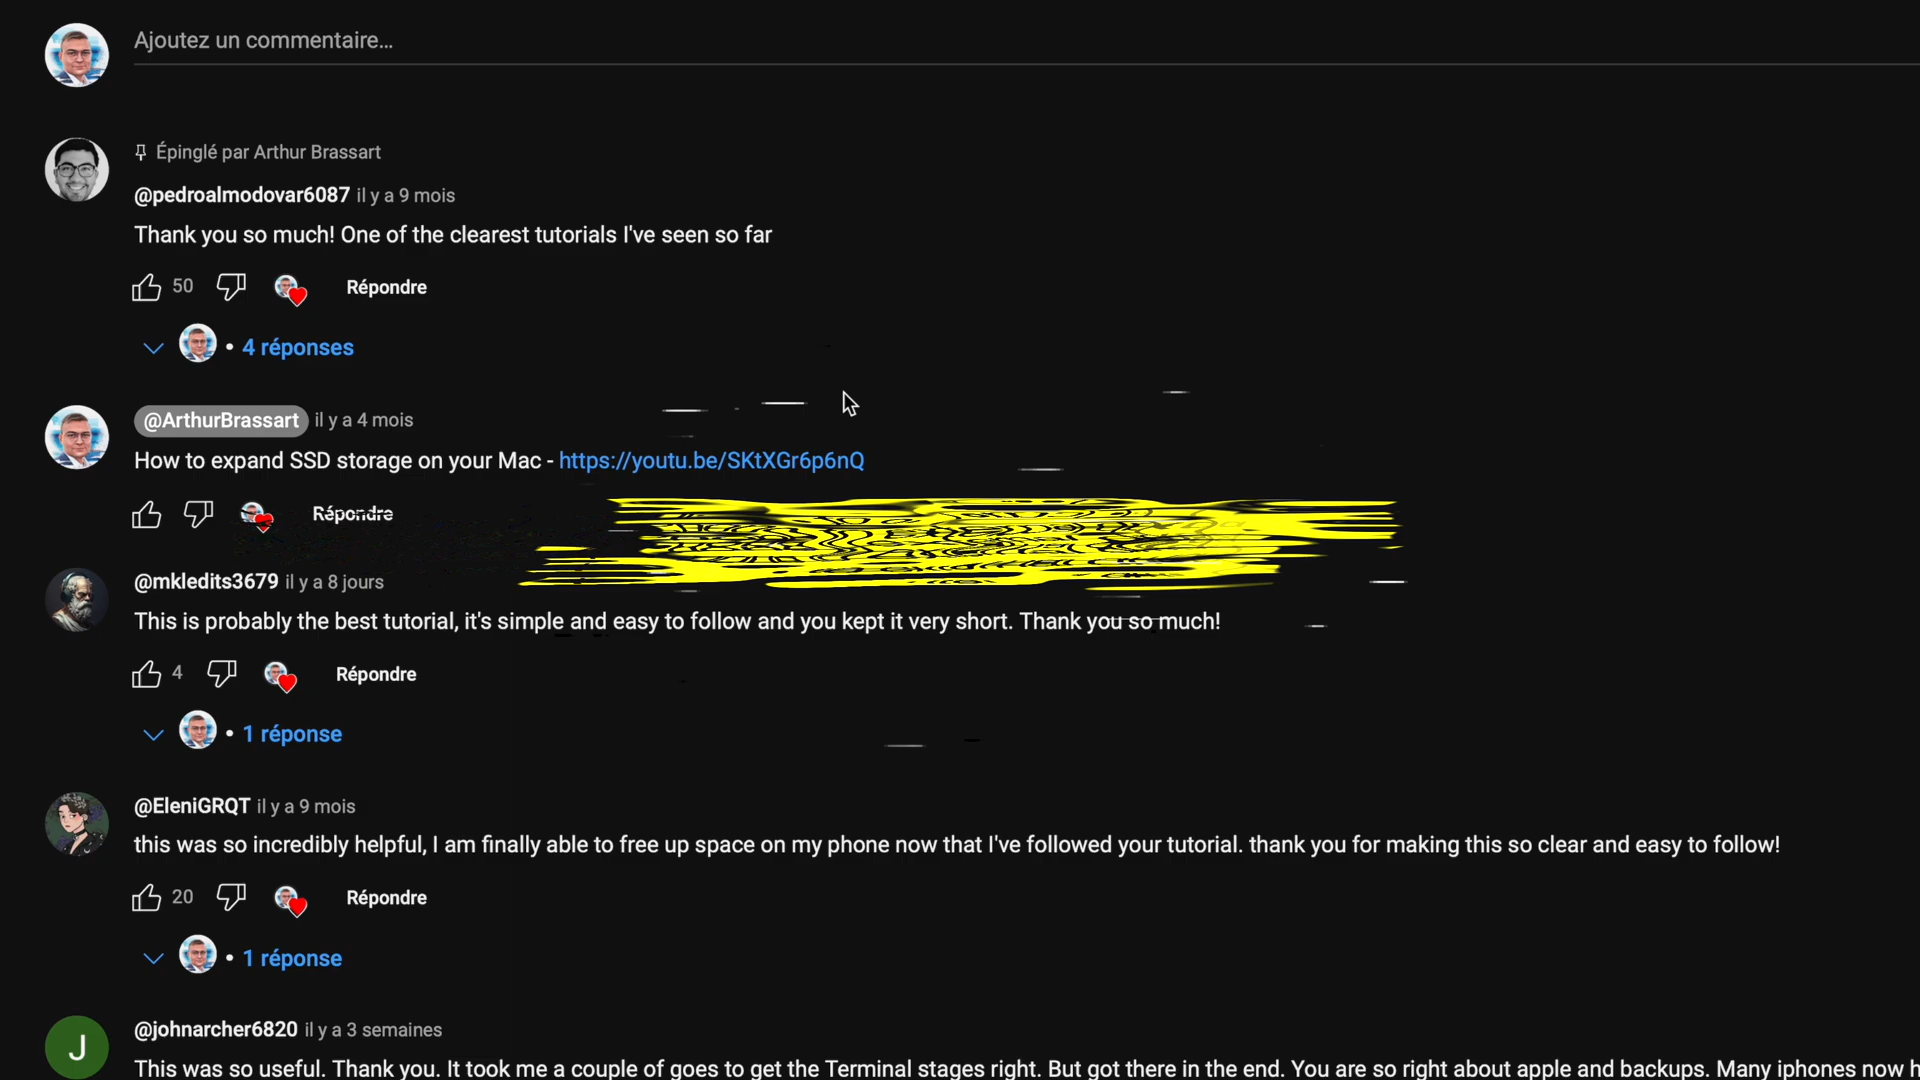 Ajoutez un commentaire...
Épinglé par Arthur Brassart
@pedroalmodovar6087 il y a 9 mois
Thank you so much! One of the clearest tutorials I've seen so far
50 Répondre
• 4 réponses
@ArthurBrassart il y a 4 mois
How to expand SSD storage on your Mac - https://youtu.be/SKtXGr6p6nQ
Répondre
@mkledits3679 il y a 8 jours
This is probably the best tutorial, it's simple and easy to follow and you kept it very short. Thank you so much!
4 Répondre
• 1 réponse
@EleniGRQT il y a 9 mois
this was so incredibly helpful, I am finally able to free up space on my phone now that I've followed your tutorial. thank you for making this so clear and easy to follow!
20 Répondre
• 1 réponse
J
@johnarcher6820 il y a 3 semaines
This was so useful. Thank you. It took me a couple of goes to get the Terminal stages right. But got there in the end. You are so right about apple and backups. Many iphones now